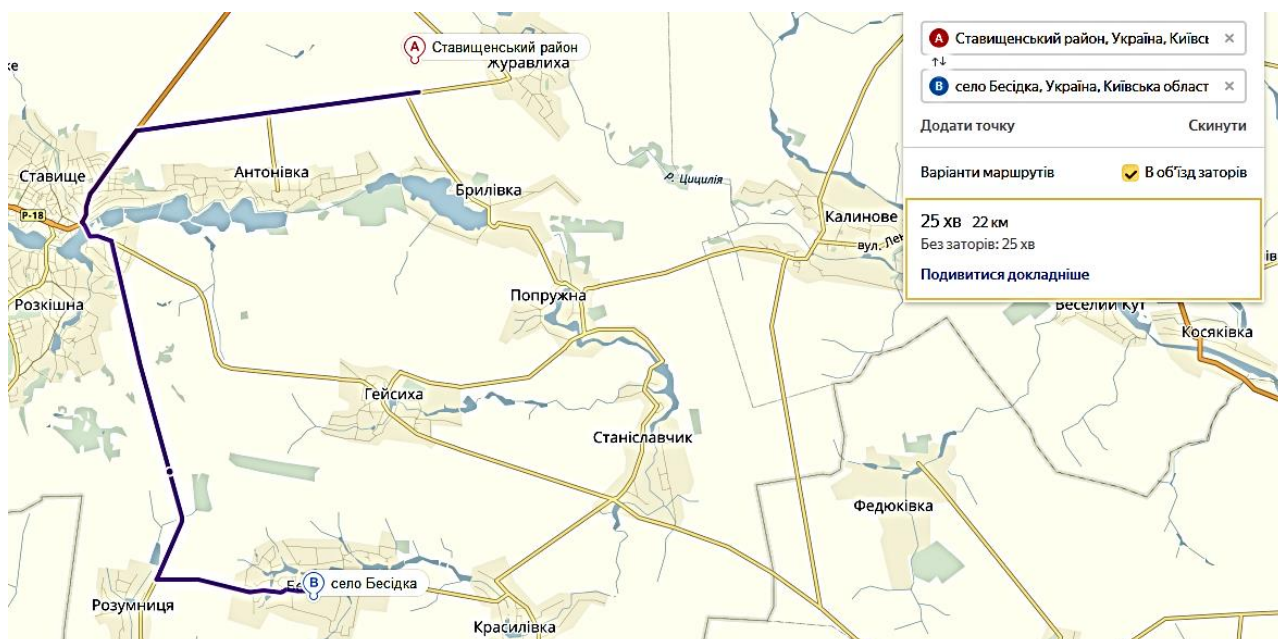 Ставищенський район
Журавлиха
Антонівка
Ставище
Брилівка
р. Цицилія
Р-18
Калинове
вул. Лен
Розкішна
Попружна
Веселий Кут
Косяківка
Гейсиха
Станіславчик
Федюківка
В село Бесідка
Розумниця
Красилівка
А Ставищенський район, Україна, Київсь ×
В село Бесідка, Україна, Київська област ×
Додати точку Скинути
Варіанти маршрутів В об'їзд заторів
25 хв 22 км
Без заторів: 25 хв
Подивитися докладніше